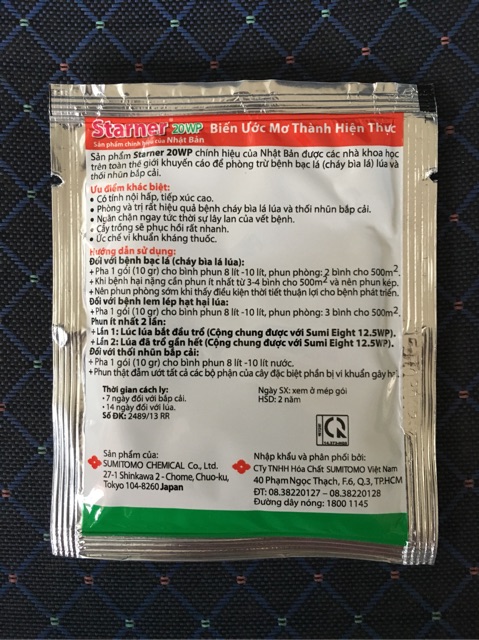 Starner® 20WP Biến Ước Mơ Thành Hiện Thực
Sản phẩm chính hiệu của Nhật Bản
Sản phẩm Starner 20WP chính hiệu của Nhật Bản được các nhà khoa học
trên toàn thế giới khuyến cáo để phòng trừ bệnh bạc lá (cháy bìa lá) lúa và
thối nhũn bắp cải.
Ưu điểm khác biệt:
• Có tính nội hấp, tiếp xúc cao.
• Phòng và trị rất hiệu quả bệnh cháy bìa lá lúa và thối nhũn bắp cải.
• Ngăn chặn ngay tức thời sự lây lan của vết bệnh.
• Cây trồng sẽ phục hồi rất nhanh.
• Ức chế vi khuẩn kháng thuốc.
Hướng dẫn sử dụng:
Đối với bệnh bạc lá (cháy bìa lá lúa):
+ Pha 1 gói (10 gr) cho bình phun 8 lít -10 lít, phun phòng: 2 bình cho 500m².
+ Khi bệnh hại nặng cần phun ít nhất từ 3-4 bình cho 500m² và nên phun kép.
+ Nên phun phòng sớm khi thấy điều kiện thời tiết thuận lợi cho bệnh phát triển.
Đối với bệnh lem lép hạt hại lúa:
+ Pha 1 gói (10 gr) cho bình phun 8 lít -10 lít, phun phòng: 3 bình cho 500m².
Phun ít nhất 2 lần:
+ Lần 1: Lúc lúa bắt đầu trổ (Cộng chung được với Sumi Eight 12.5WP).
+ Lần 2: Lúa đã trổ gần hết (Cộng chung được với Sumi Eight 12.5WP).
Đối với thối nhũn bắp cải:
+ Pha 1 gói (10 gr) cho bình phun 8 lít -10 lít nước.
+ Phun thật đẫm ướt tất cả các bộ phận của cây đặc biệt phần bị vi khuẩn gây hại.
Thời gian cách ly:
• 7 ngày đối với bắp cải.
• 14 ngày đối với lúa.
Số ĐK: 2489/13 RR
Ngày SX: xem ở mép gói
HSD: 2 năm
Sản phẩm của:
SUMITOMO CHEMICAL Co., Ltd.
27-1 Shinkawa 2 - Chome, Chuo-ku,
Tokyo 104-8260 Japan
Nhập khẩu và phân phối bởi:
CTy TNHH Hóa Chất SUMITOMO Việt Nam
40 Phạm Ngọc Thạch, F.6, Q.3, TP.HCM
ĐT: 08.38220127 – 08.38220128
Đường dây nóng: 1800 1145